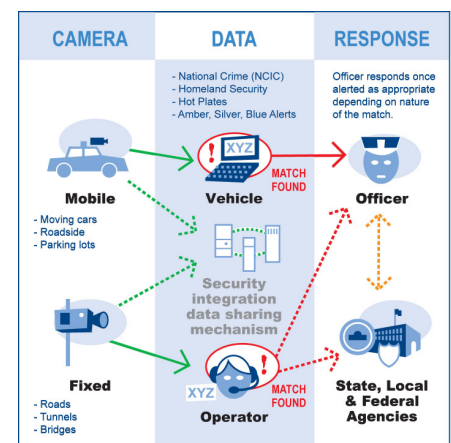 CAMERA
DATA
RESPONSE
- National Crime (NCIC)
- Homeland Security
- Hot Plates
- Amber, Silver, Blue Alerts
Officer responds once
alerted as appropriate
depending on nature
of the match.
!
XYZ
MATCH
FOUND
Mobile
Vehicle
Officer
- Moving cars
- Roadside
- Parking lots
Security
integration
data sharing
mechanism
!
XYZ
MATCH
FOUND
Fixed
Operator
State, Local
& Federal
Agencies
- Roads
- Tunnels
- Bridges